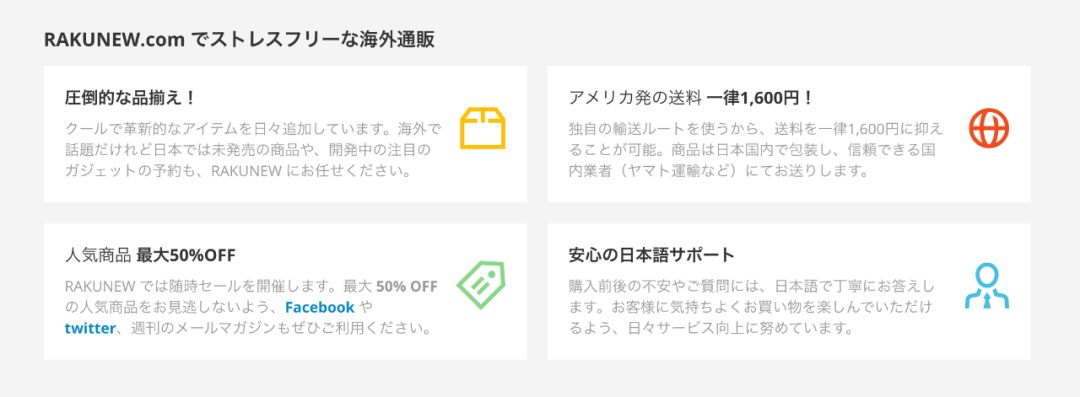 RAKUNEW.com でストレスフリーな海外通販
圧倒的な品揃え！
クールで革新的なアイテムを日々追加しています。海外で
話題だけれど日本では未発売の商品や、開発中の注目の
ガジェットの予約も、RAKUNEW にお任せください。
アメリカ発の送料 一律1,600円！
独自の輸送ルートを使うから、送料を一律1,600円に抑え
ることが可能。商品は日本国内で包装し、信頼できる国
内業者（ヤマト運輸など）にてお送りします。
人気商品 最大50%OFF
RAKUNEW では随時セールを開催します。最大 50% OFF
の人気商品をお見逃しないよう、Facebook や
twitter、週刊のメールマガジンもぜひご利用ください。
安心の日本語サポート
購入前後の不安やご質問には、日本語で丁寧にお答えし
ます。お客様に気持ちよくお買い物を楽しんでいただけ
るよう、日々サービス向上に努めています。